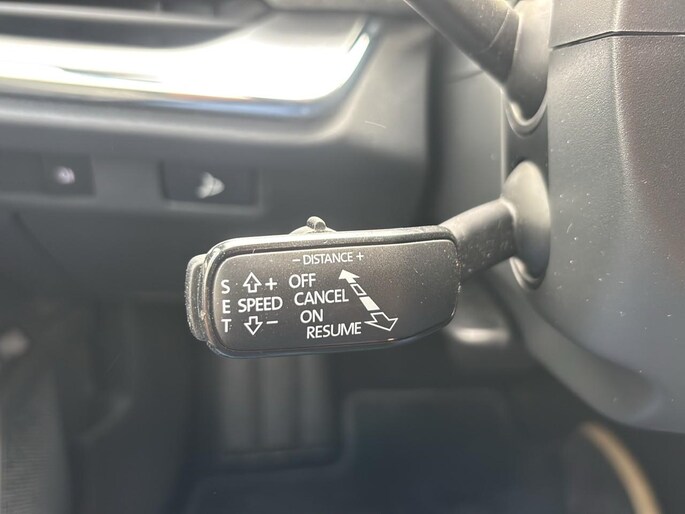 − DISTANCE +
S + OFF
E SPEED CANCEL
T − ON
RESUME